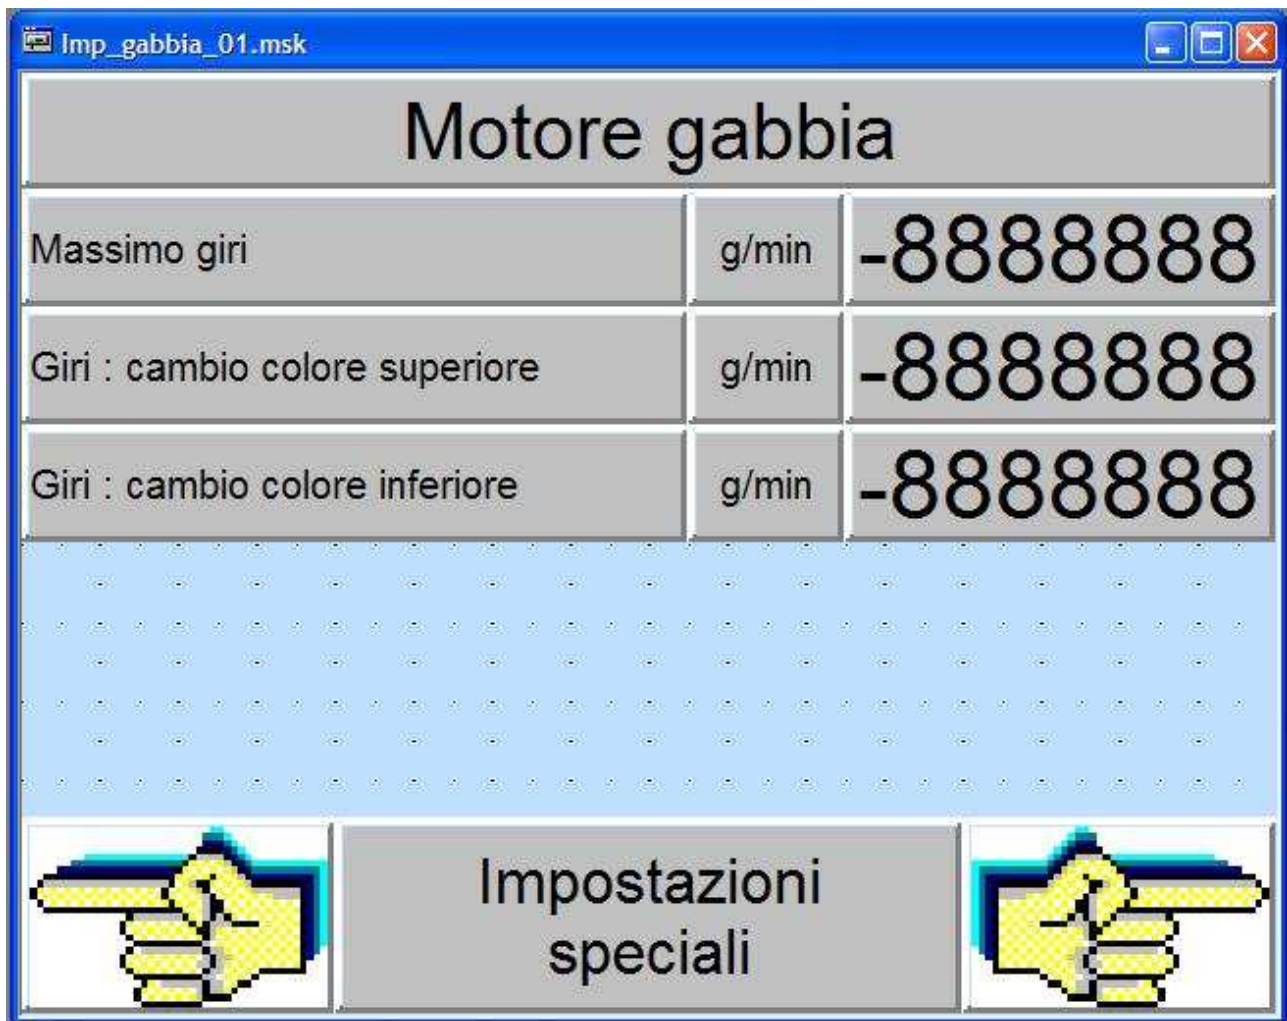 Imp_gabbia_01.msk
Motore gabbia
Massimo giri g/min -8888888
Giri : cambio colore superiore g/min -8888888
Giri : cambio colore inferiore g/min -8888888
Impostazioni
speciali